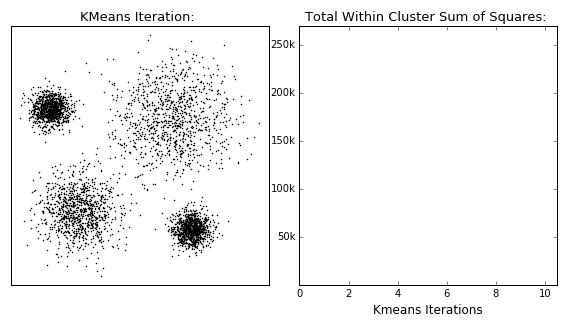 KMeans Iteration:
Total Within Cluster Sum of Squares:
250k
200k
150k
100k
50k
0 2 4 6 8 10
Kmeans Iterations